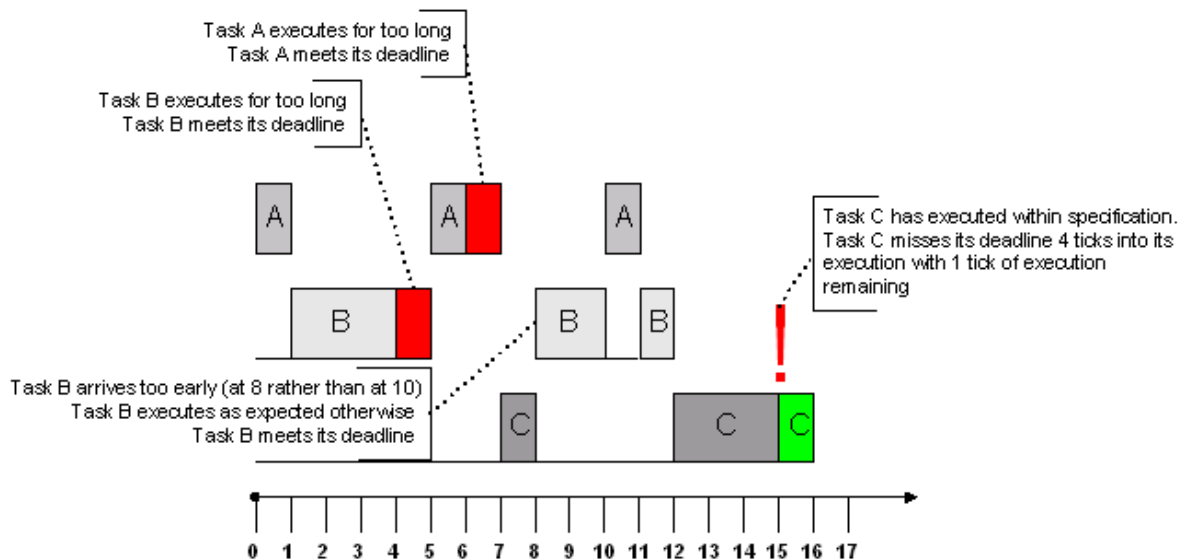 Task A executes for too long
Task A meets its deadline
Task B executes for too long
Task B meets its deadline
A
A
A
Task C has executed within specification.
Task C misses its deadline 4 ticks into its
execution with 1 tick of execution
remaining
B
B
B
!
Task B arrives too early (at 8 rather than at 10)
Task B executes as expected otherwise
Task B meets its deadline
C
C
C
0 1 2 3 4 5 6 7 8 9 10 11 12 13 14 15 16 17